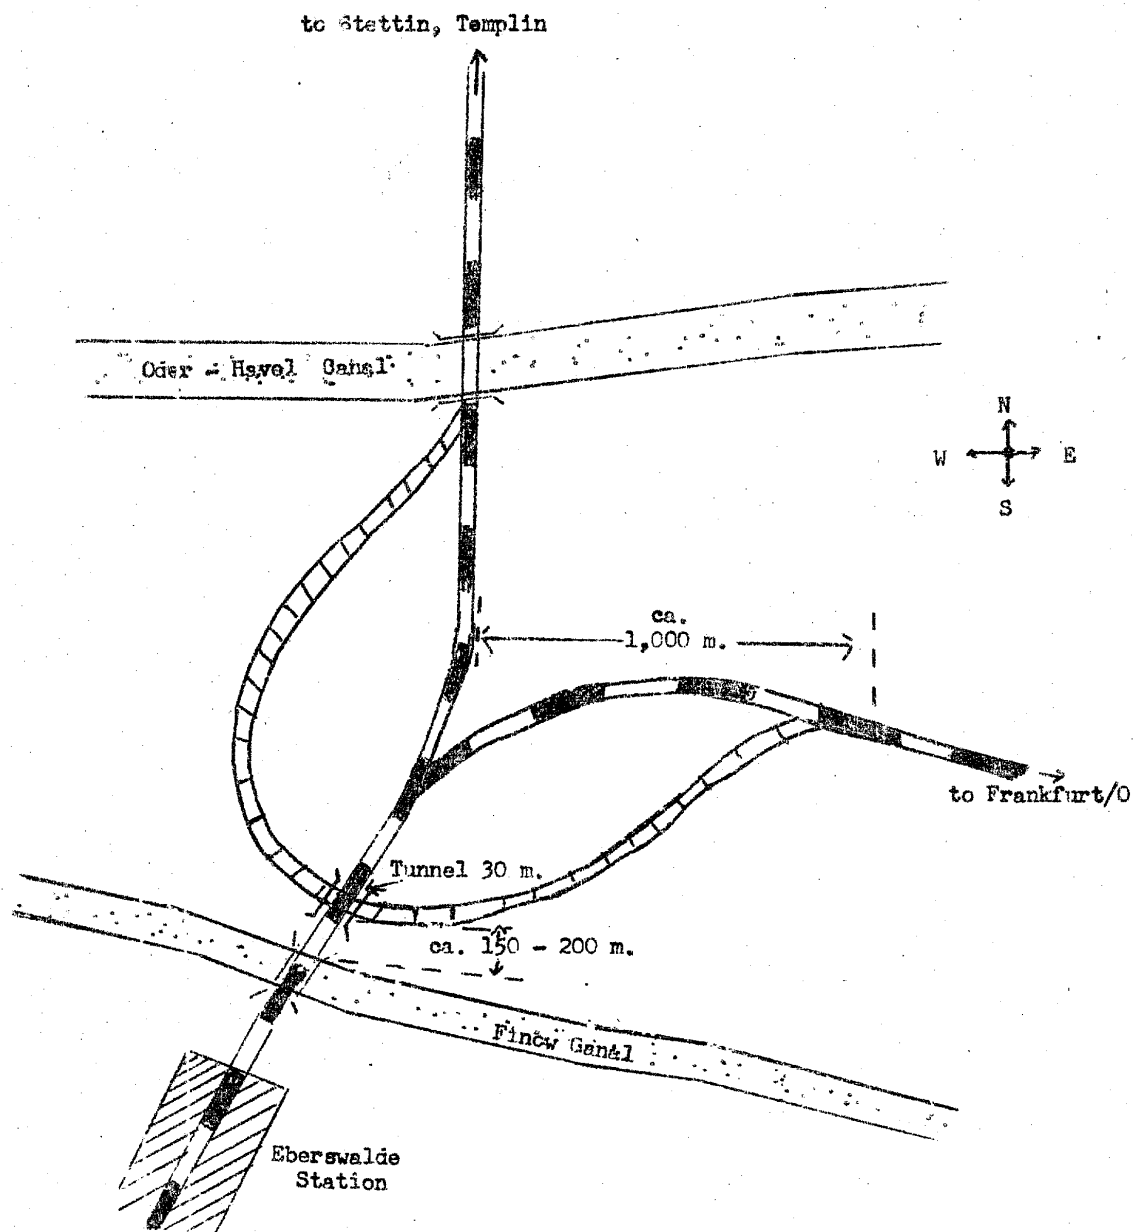 to Stettin, Templin
Oder - Havel Canal
N
W E
S
ca.
1,000 m.
to Frankfurt/O
Tunnel 30 m.
ca. 150 - 200 m.
Finow Canal
Eberswalde
Station